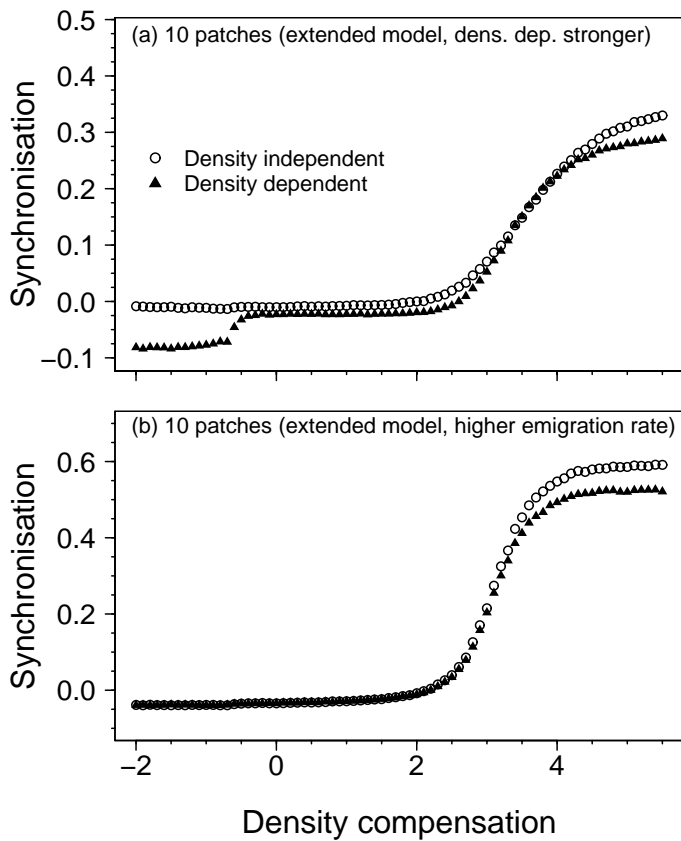 (a) 10 patches (extended model, dens. dep. stronger)
0.5
0.4
0.3
0.2
0.1
0.0
−0.1
Synchronisation
Density independent
Density dependent
(b) 10 patches (extended model, higher emigration rate)
0.6
0.4
0.2
0.0
Synchronisation
−2 0 2 4
Density compensation